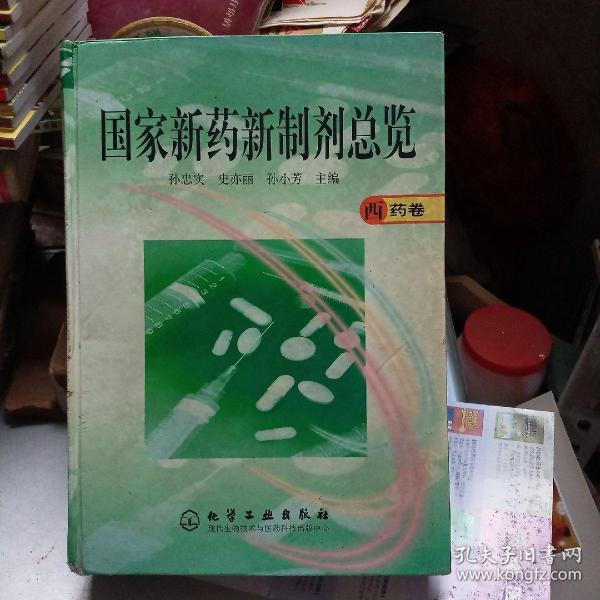 国家新药新制剂总览
孙忠实 史亦丽 孙小芳 主编
西药卷
化学工业出版社
现代生物技术与医药科技出版中心
孔夫子旧书网
www.kongfz.com